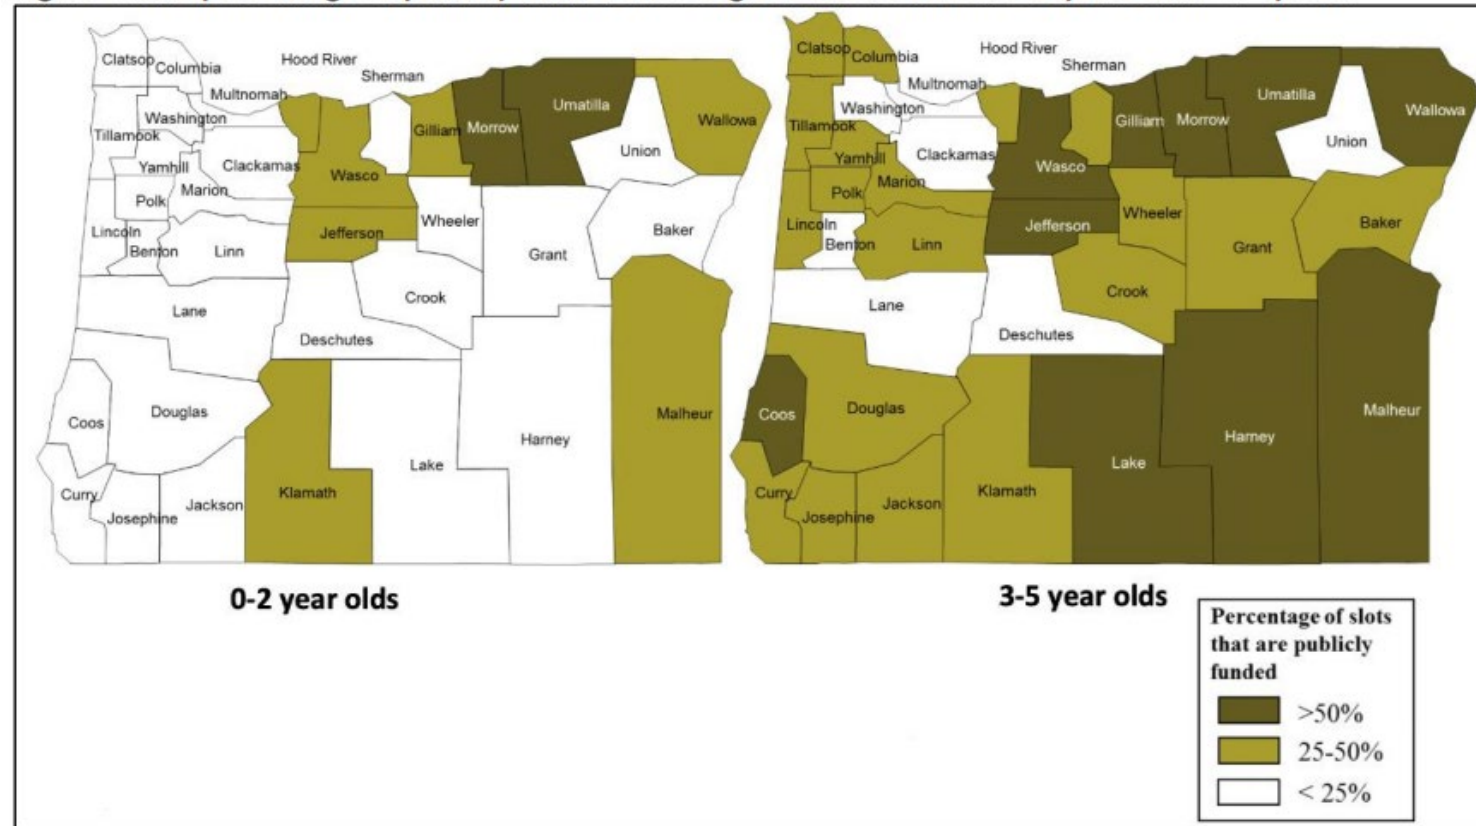 Clatsop
Columbia
Hood River
Sherman
Multnomah
Washington
Tillamook
Yamhill
Clackamas
Polk
Marion
Lincoln
Benton
Linn
Wasco
Gilliam
Morrow
Umatilla
Wallowa
Union
Jefferson
Wheeler
Grant
Baker
Crook
Lane
Deschutes
Coos
Douglas
Malheur
Harney
Lake
Klamath
Curry
Josephine
Jackson
0-2 year olds
Clatsop
Columbia
Hood River
Sherman
Multnomah
Washington
Tillamook
Yamhill
Clackamas
Polk
Marion
Lincoln
Benton
Linn
Wasco
Gilliam
Morrow
Umatilla
Wallowa
Union
Jefferson
Wheeler
Grant
Baker
Crook
Lane
Deschutes
Coos
Douglas
Malheur
Harney
Lake
Klamath
Curry
Josephine
Jackson
3-5 year olds
Percentage of slots
that are publicly
funded
>50%
25-50%
< 25%